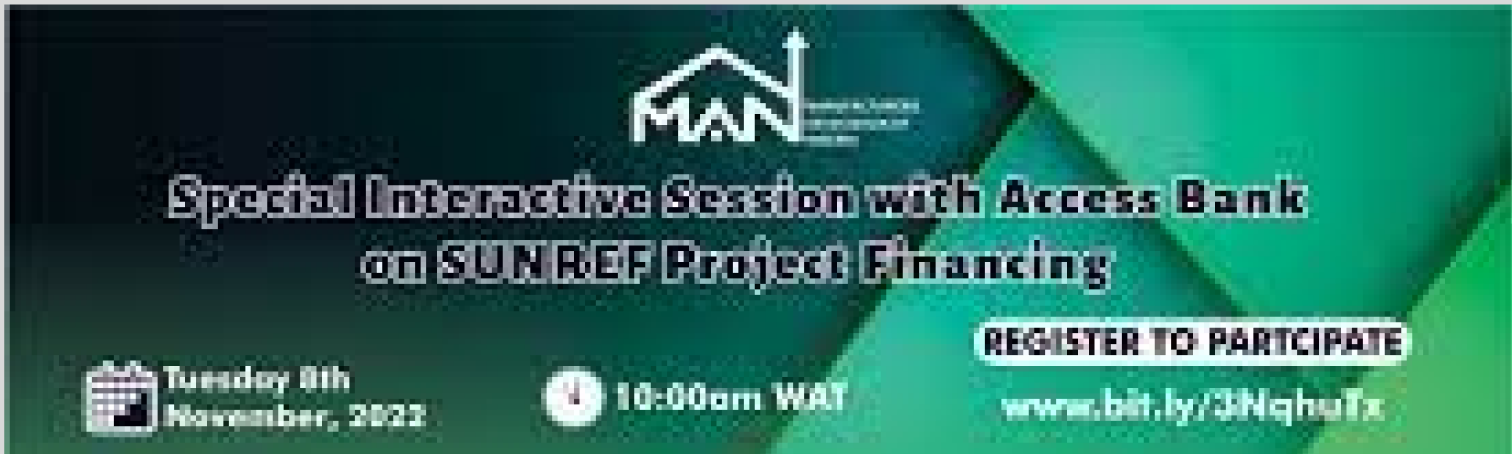 MAN
Special Interactive Session with Access Bank
on SUNREF Project Financing
REGISTER TO PARTCIPATE
Tuesday 8th
November, 2022
10:00am WAT
www.bit.ly/3NqhuTx